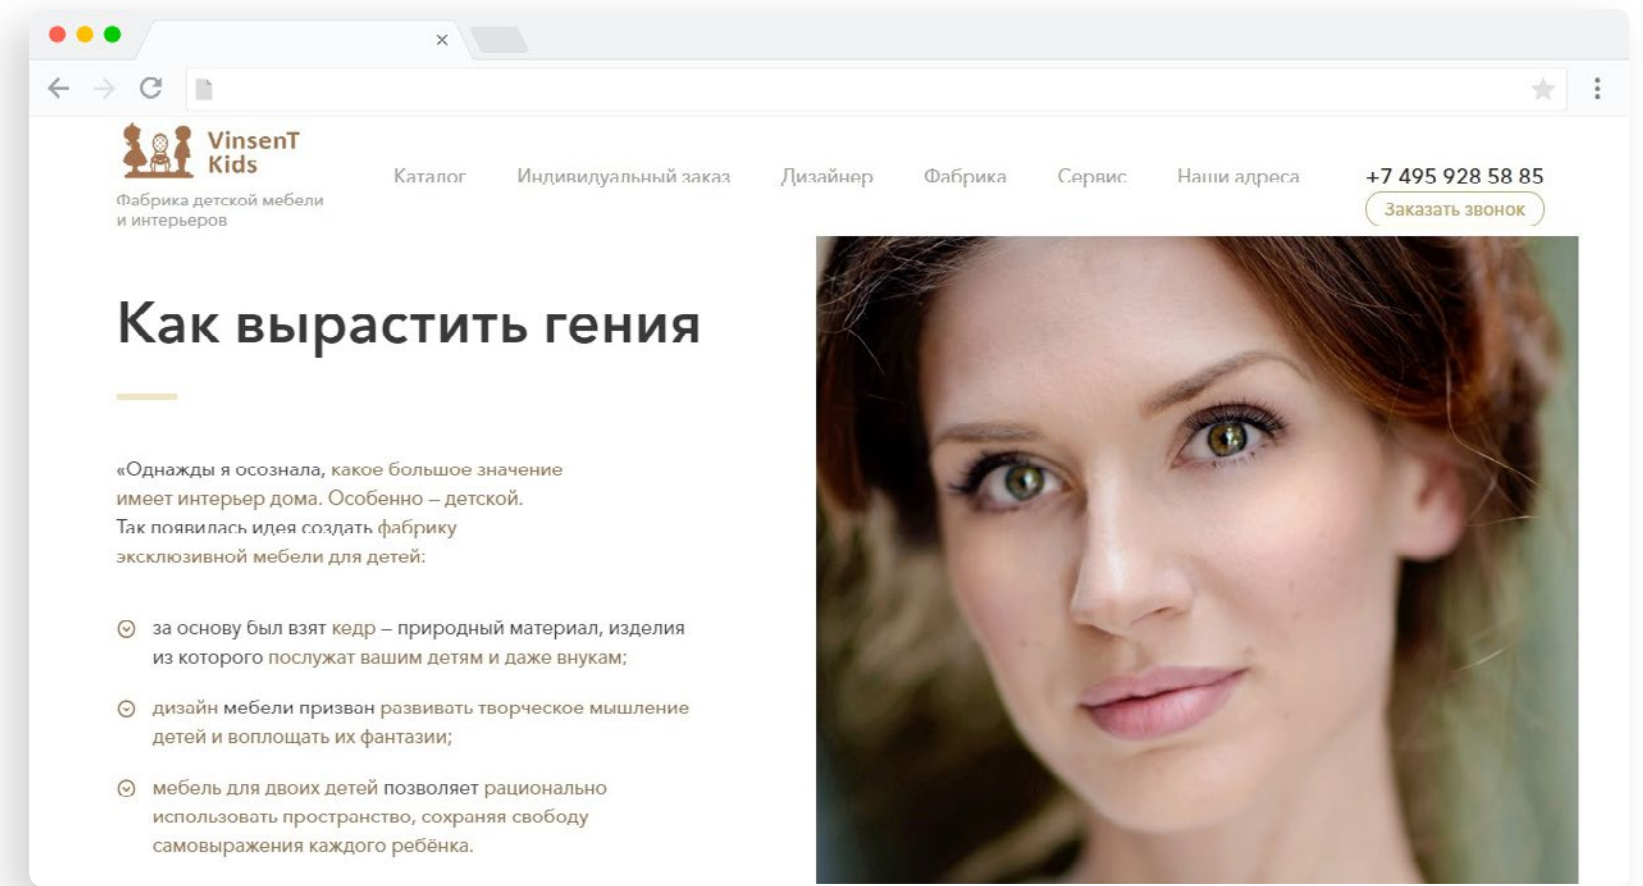 VinsenT
Kids
Фабрика детской мебели
и интерьеров
Каталог
Индивидуальный заказ
Дизайнер
Фабрика
Сервис
Наши адреса
+7 495 928 58 85
Заказать звонок
Как вырастить гения
«Однажды я осознала, какое большое значение
имеет интерьер дома. Особенно – детской.
Так появилась идея создать фабрику
эксклюзивной мебели для детей:
за основу был взят кедр – природный материал, изделия
из которого послужат вашим детям и даже внукам;
дизайн мебели призван развивать творческое мышление
детей и воплощать их фантазии;
мебель для двоих детей позволяет рационально
использовать пространство, сохраняя свободу
самовыражения каждого ребёнка.